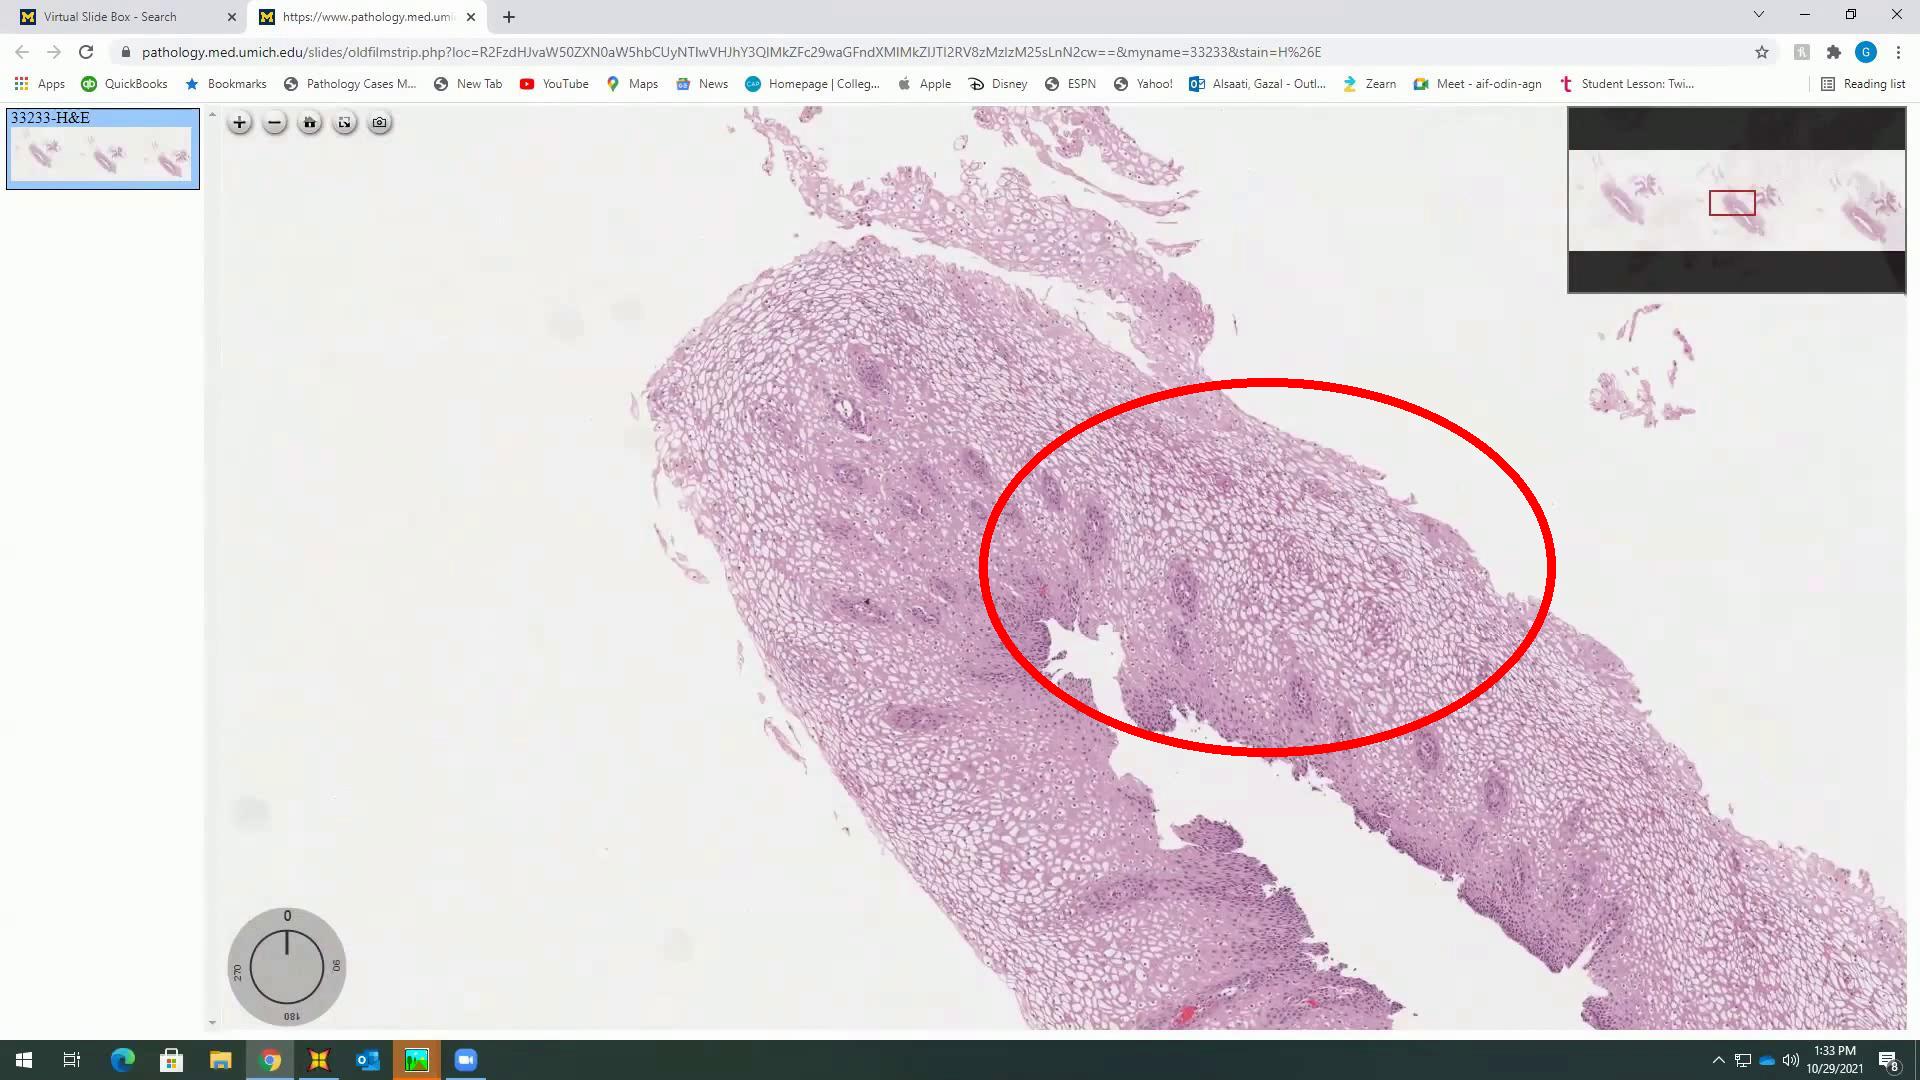 Virtual Slide Box - Search
https://www.pathology.med.umi
pathology.med.umich.edu/slides/oldfilmstrip.php?loc=R2FzdHJvaW50ZXN0aW5hbCUyNTIwVHJhY3QlMkZFc29waGFndXMlMkZlJTI2RV8zMzIzM25sLnN2cw==&myname=33233&stain=H%26E
G
Apps
QuickBooks
Bookmarks
Pathology Cases M...
New Tab
YouTube
Maps
News
Homepage | Colleg...
Apple
Disney
ESPN
Yahoo!
Alsaati, Gazal - Outl...
Zearn
Meet - aif-odin-agn
Student Lesson: Twi...
Reading list
33233-H&E
0
270
90
180
1:33 PM
10/29/2021
8